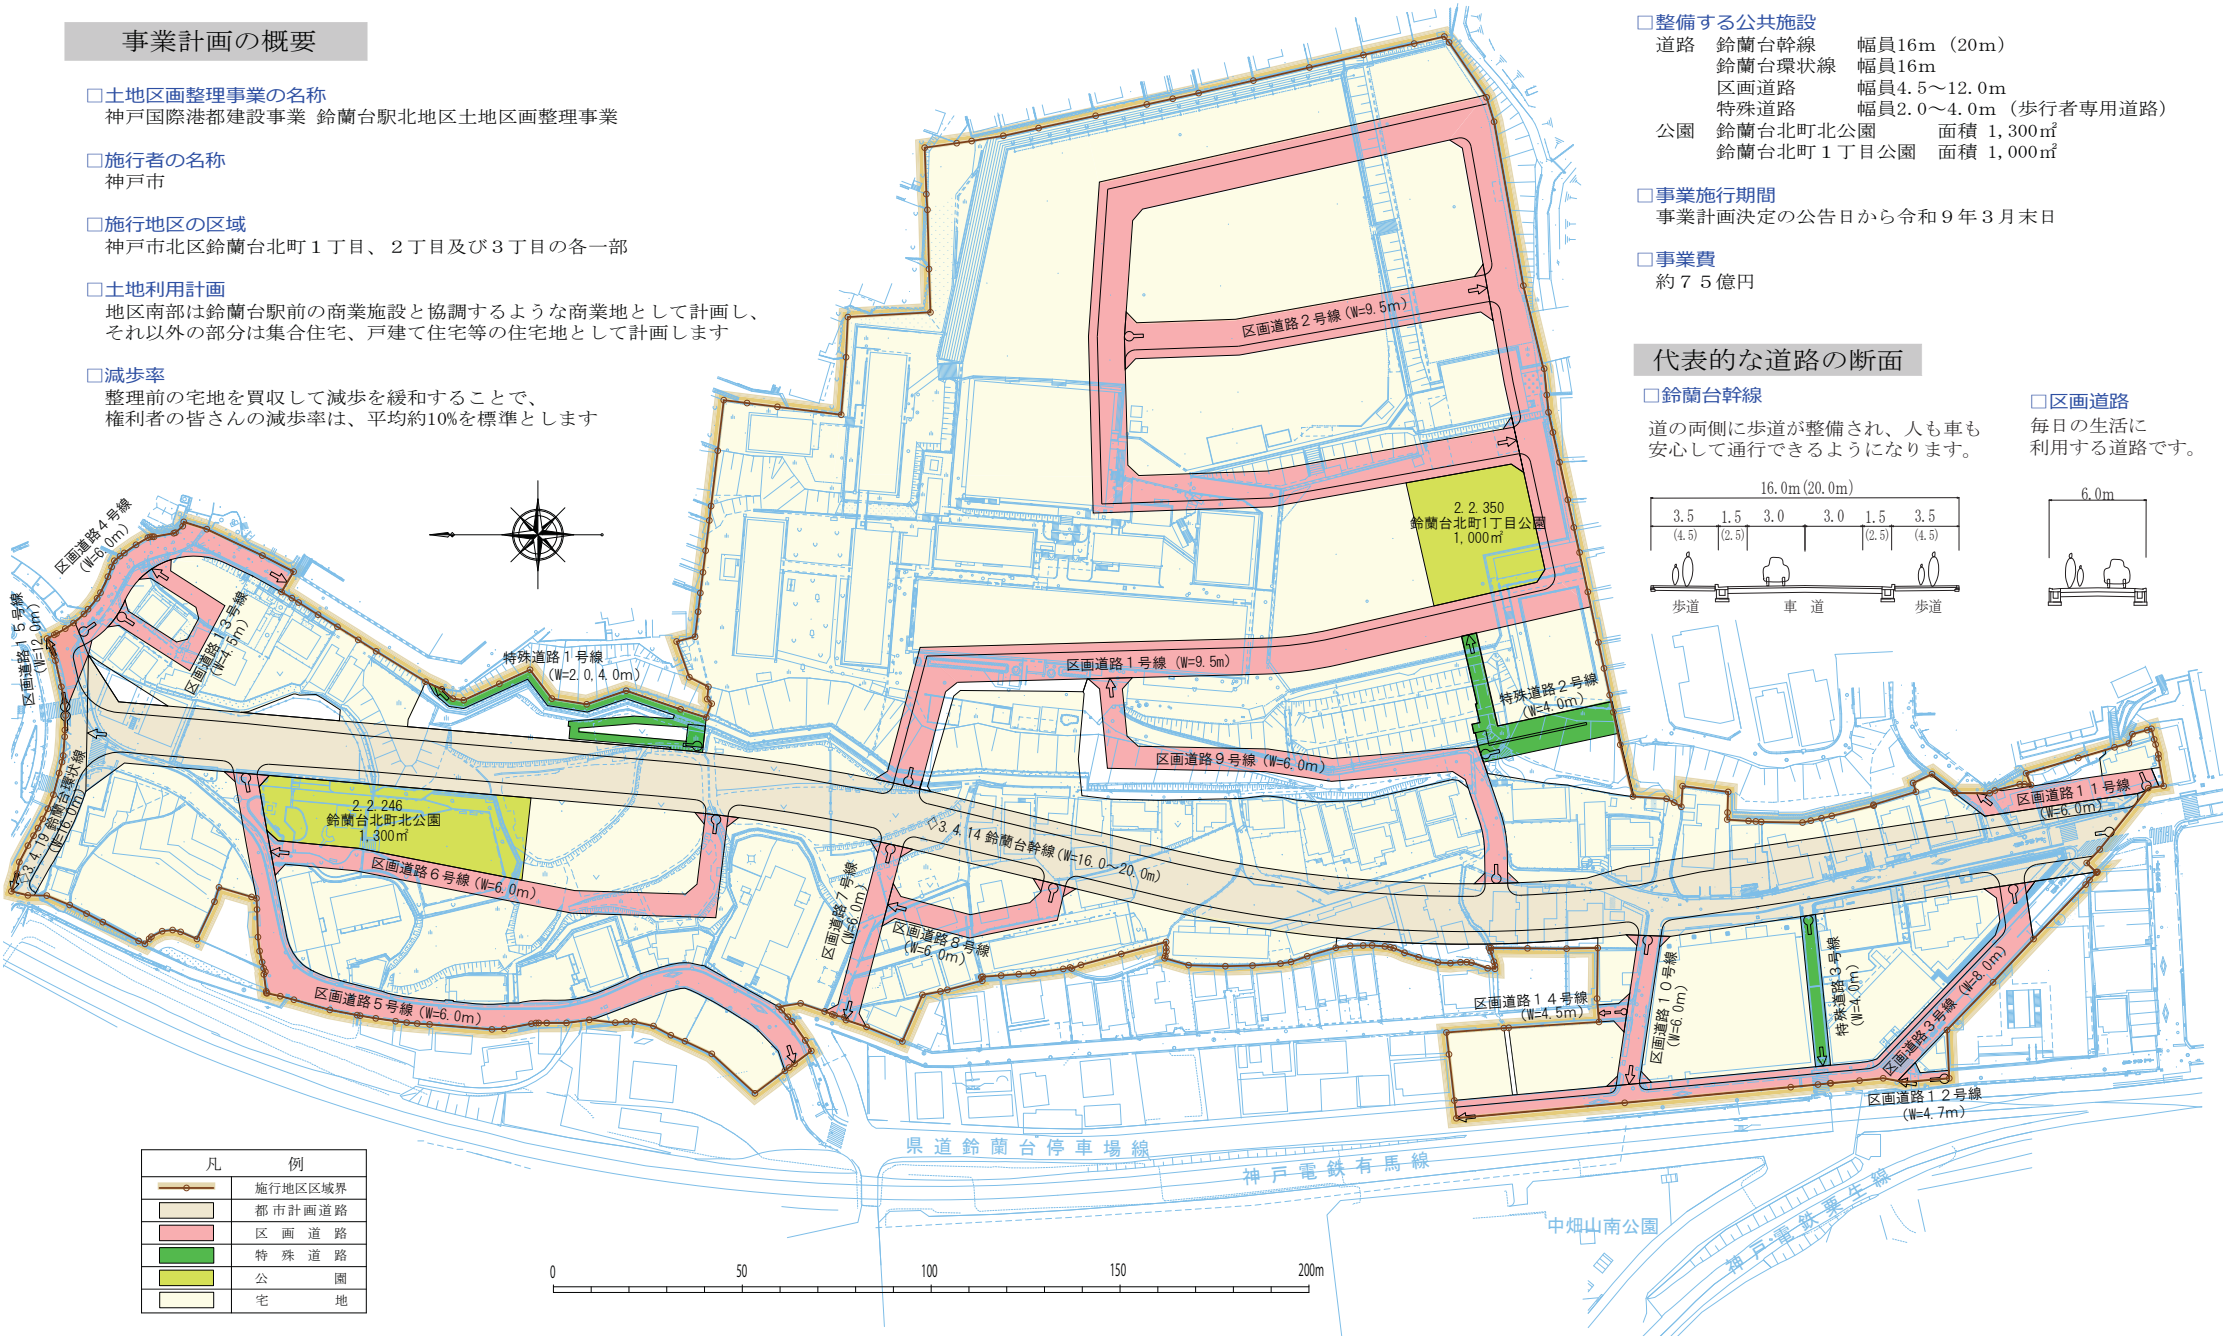 事業計画の概要
□土地区画整理事業の名称
神戸国際港都建設事業 鈴蘭台駅北地区土地区画整理事業
□施行者の名称
神戸市
□施行地区の区域
神戸市北区鈴蘭台北町１丁目、２丁目及び３丁目の各一部
□土地利用計画
地区南部は鈴蘭台駅前の商業施設と協調するような商業地として計画し、
それ以外の部分は集合住宅、戸建て住宅等の住宅地として計画します
□減歩率
整理前の宅地を買収して減歩を緩和することで、
権利者の皆さんの減歩率は、平均約10%を標準とします
□整備する公共施設
道路 鈴蘭台幹線 幅員16m（20m）
鈴蘭台環状線 幅員16m
区画道路 幅員4.5～12.0m
特殊道路 幅員2.0～4.0m（歩行者専用道路）
公園 鈴蘭台北町北公園 面積 1,300㎡
鈴蘭台北町１丁目公園 面積 1,000㎡
□事業施行期間
事業計画決定の公告日から令和９年３月末日
□事業費
約７５億円
代表的な道路の断面
□鈴蘭台幹線
道の両側に歩道が整備され、人も車も
安心して通行できるようになります。
16.0m(20.0m)
3.5 1.5 3.0 3.0 1.5 3.5
(4.5) (2.5) (2.5) (4.5)
歩道 車道 歩道
□区画道路
毎日の生活に
利用する道路です。
6.0m
区画道路２号線(W=9.5m)
2.2.350
鈴蘭台北町1丁目公園
1,000㎡
区画道路４号線
(W=6.0m)
区画道路１５号線
(W=12.0m)
区画道路１３号線
(W=4.5m)
特殊道路１号線
(W=2.0,4.0m)
区画道路１号線 (W=9.5m)
特殊道路２号線
(W=4.0m)
区画道路９号線(W=6.0m)
3.4.19 鈴蘭台環状線
(W=16.0m)
2.2.246
鈴蘭台北町北公園
1,300㎡
区画道路６号線(W=6.0m)
3.4.14 鈴蘭台幹線(W=16.0～20.0m)
区画道路１１号線
(W=6.0m)
区画道路７号線
(W=6.0m)
区画道路８号線
(W=6.0m)
区画道路５号線(W=6.0m)
区画道路１４号線
(W=4.5m)
区画道路１０号線
(W=6.0m)
特殊道路３号線
(W=4.0m)
区画道路３号線 (W=8.0m)
区画道路１２号線
(W=4.7m)
県道鈴蘭台停車場線
神戸電鉄有馬線
中畑山南公園
神戸電鉄粟生線
凡例
施行地区区域界
都市計画道路
区画道路
特殊道路
公園
宅地
0 50 100 150 200m